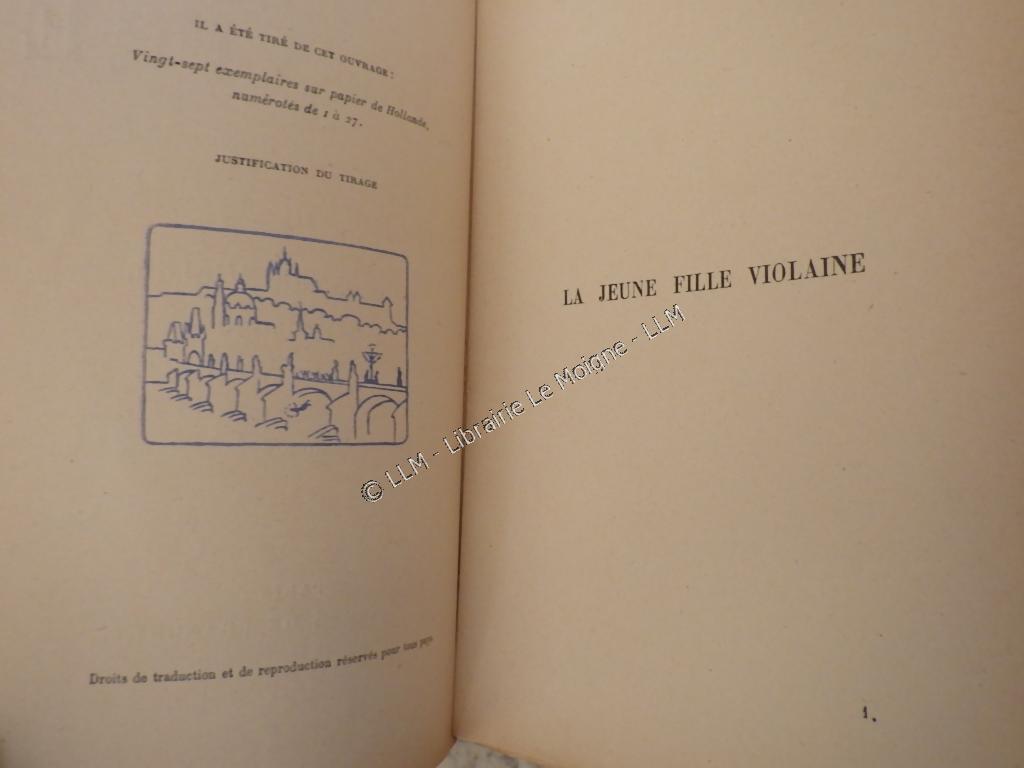 IL A ÉTÉ TIRÉ DE CET OUVRAGE :
Vingt-sept exemplaires sur papier de Hollande,
numérotés de 1 à 27.
JUSTIFICATION DU TIRAGE
Droits de traduction et de reproduction réservés pour tous pays
LA JEUNE FILLE VIOLAINE
1.
© LLM - Librairie Le Moigne - LLM